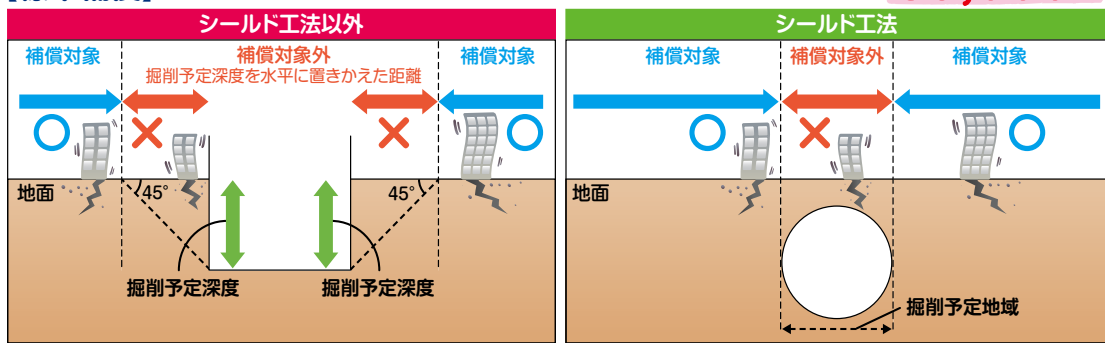 シールド工法以外
補償対象
補償対象外
補償対象
掘削予定深度を水平に置きかえた距離
地面
45°
45°
掘削予定深度
掘削予定深度
シールド工法
補償対象
補償対象外
補償対象
地面
掘削予定地域